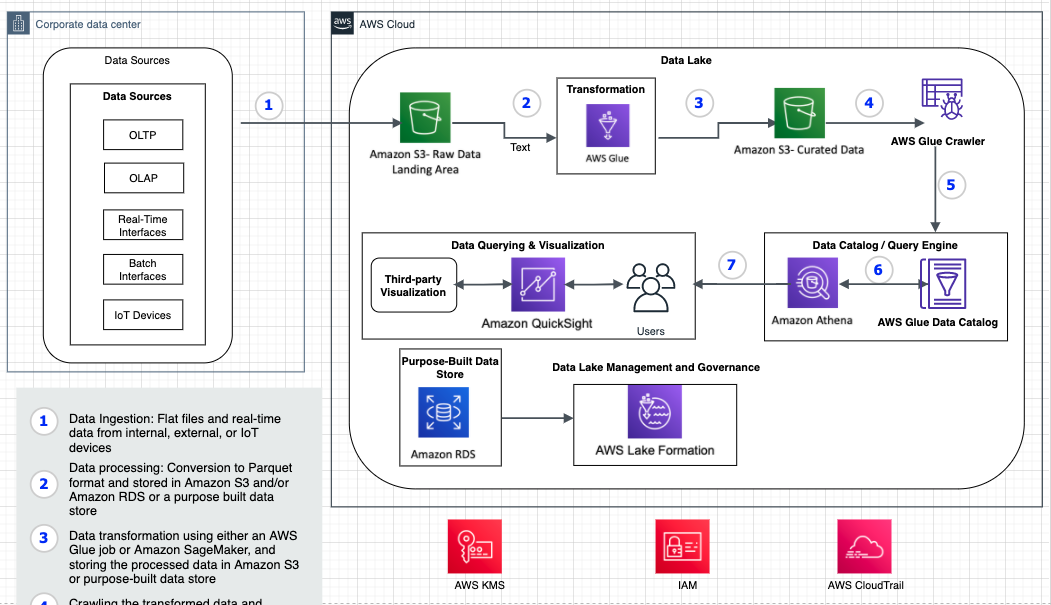 Corporate data center
aws
AWS Cloud
Data Sources
Data Sources
OLTP
OLAP
Real-Time
Interfaces
Batch
Interfaces
IoT Devices
1
Data Lake
Amazon S3- Raw Data
Landing Area
2
Text
Transformation
AWS Glue
3
Amazon S3- Curated Data
4
AWS Glue Crawler
5
Data Querying & Visualization
Third-party
Visualization
Amazon QuickSight
Users
7
Data Catalog / Query Engine
Amazon Athena
6
AWS Glue Data Catalog
Purpose-Built Data
Store
Amazon RDS
Data Lake Management and Governance
AWS Lake Formation
1
Data Ingestion: Flat files and real-time
data from internal, external, or IoT
devices
2
Data processing: Conversion to Parquet
format and stored in Amazon S3 and/or
Amazon RDS or a purpose built data
store
3
Data transformation using either an AWS
Glue job or Amazon SageMaker, and
storing the processed data in Amazon S3
or purpose-built data store
4
Crawling the transformed data and
AWS KMS
IAM
AWS CloudTrail